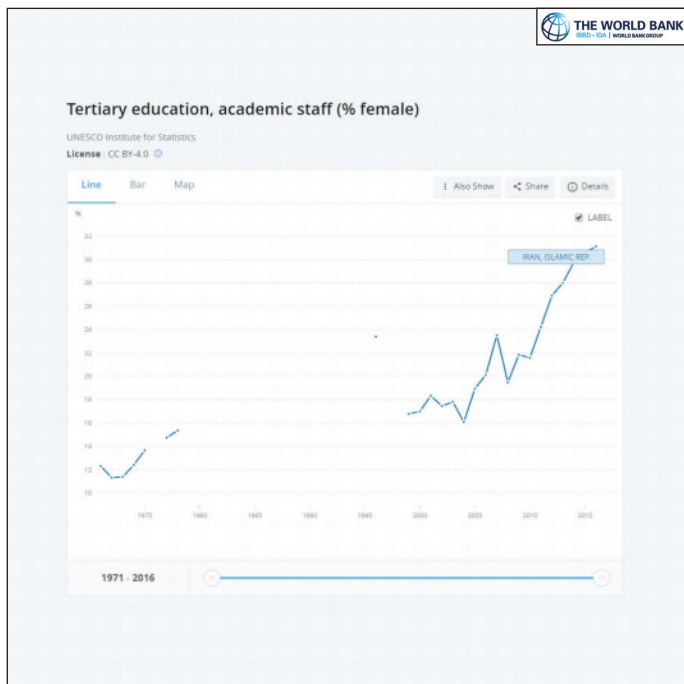 THE WORLD BANK
IBRD • IDA | WORLD BANK GROUP
Tertiary education, academic staff (% female)
UNESCO Institute for Statistics
License : CC BY-4.0
Line Bar Map Also Show Share Details
% LABEL
32
30
IRAN, ISLAMIC REP.
28
26
24
22
20
18
16
14
12
10
1975 1980 1985 1990 1995 2000 2005 2010 2015
1971 - 2016